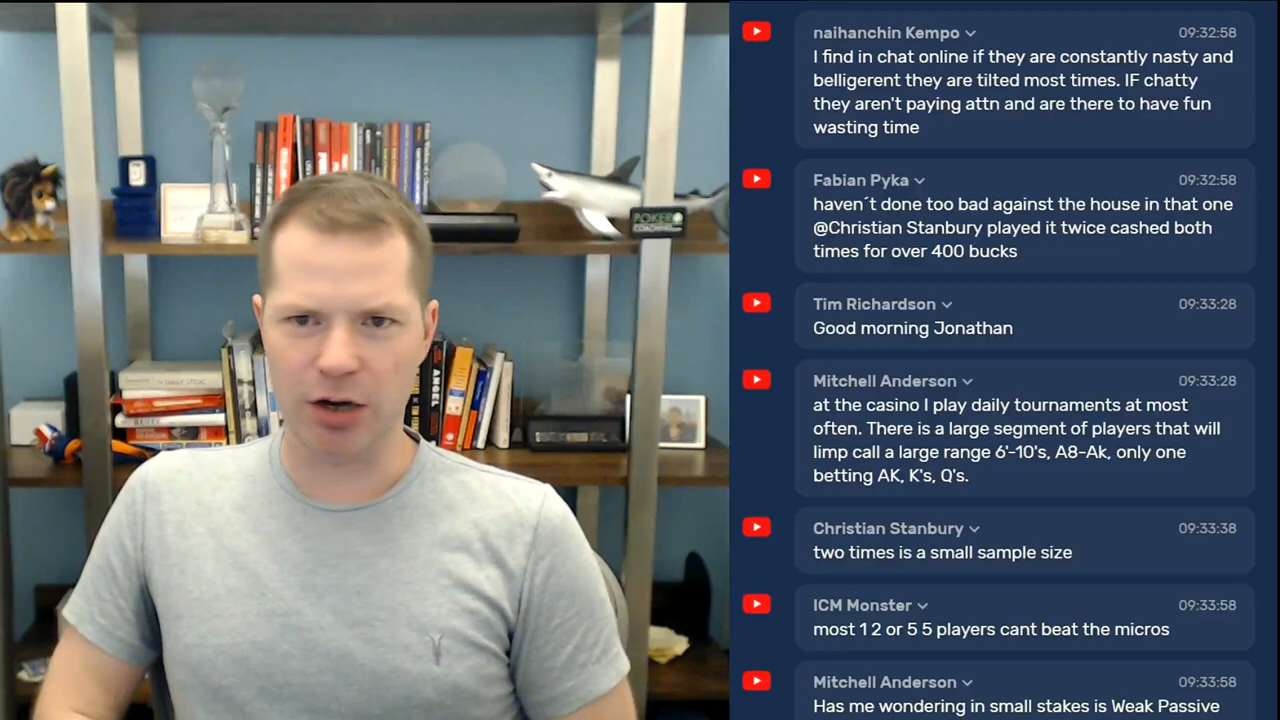 naihanchin Kempo 09:32:58
I find in chat online if they are constantly nasty and
belligerent they are tilted most times. IF chatty
they aren't paying attn and are there to have fun
wasting time
Fabian Pyka 09:32:58
haven´t done too bad against the house in that one
@Christian Stanbury played it twice cashed both
times for over 400 bucks
Tim Richardson 09:33:28
Good morning Jonathan
Mitchell Anderson 09:33:28
at the casino I play daily tournaments at most
often. There is a large segment of players that will
limp call a large range 6'-10's, A8-Ak, only one
betting AK, K's, Q's.
Christian Stanbury 09:33:38
two times is a small sample size
ICM Monster 09:33:58
most 1 2 or 5 5 players cant beat the micros
Mitchell Anderson 09:33:58
Has me wondering in small stakes is Weak Passive
POKER
COACHING
ANGEL